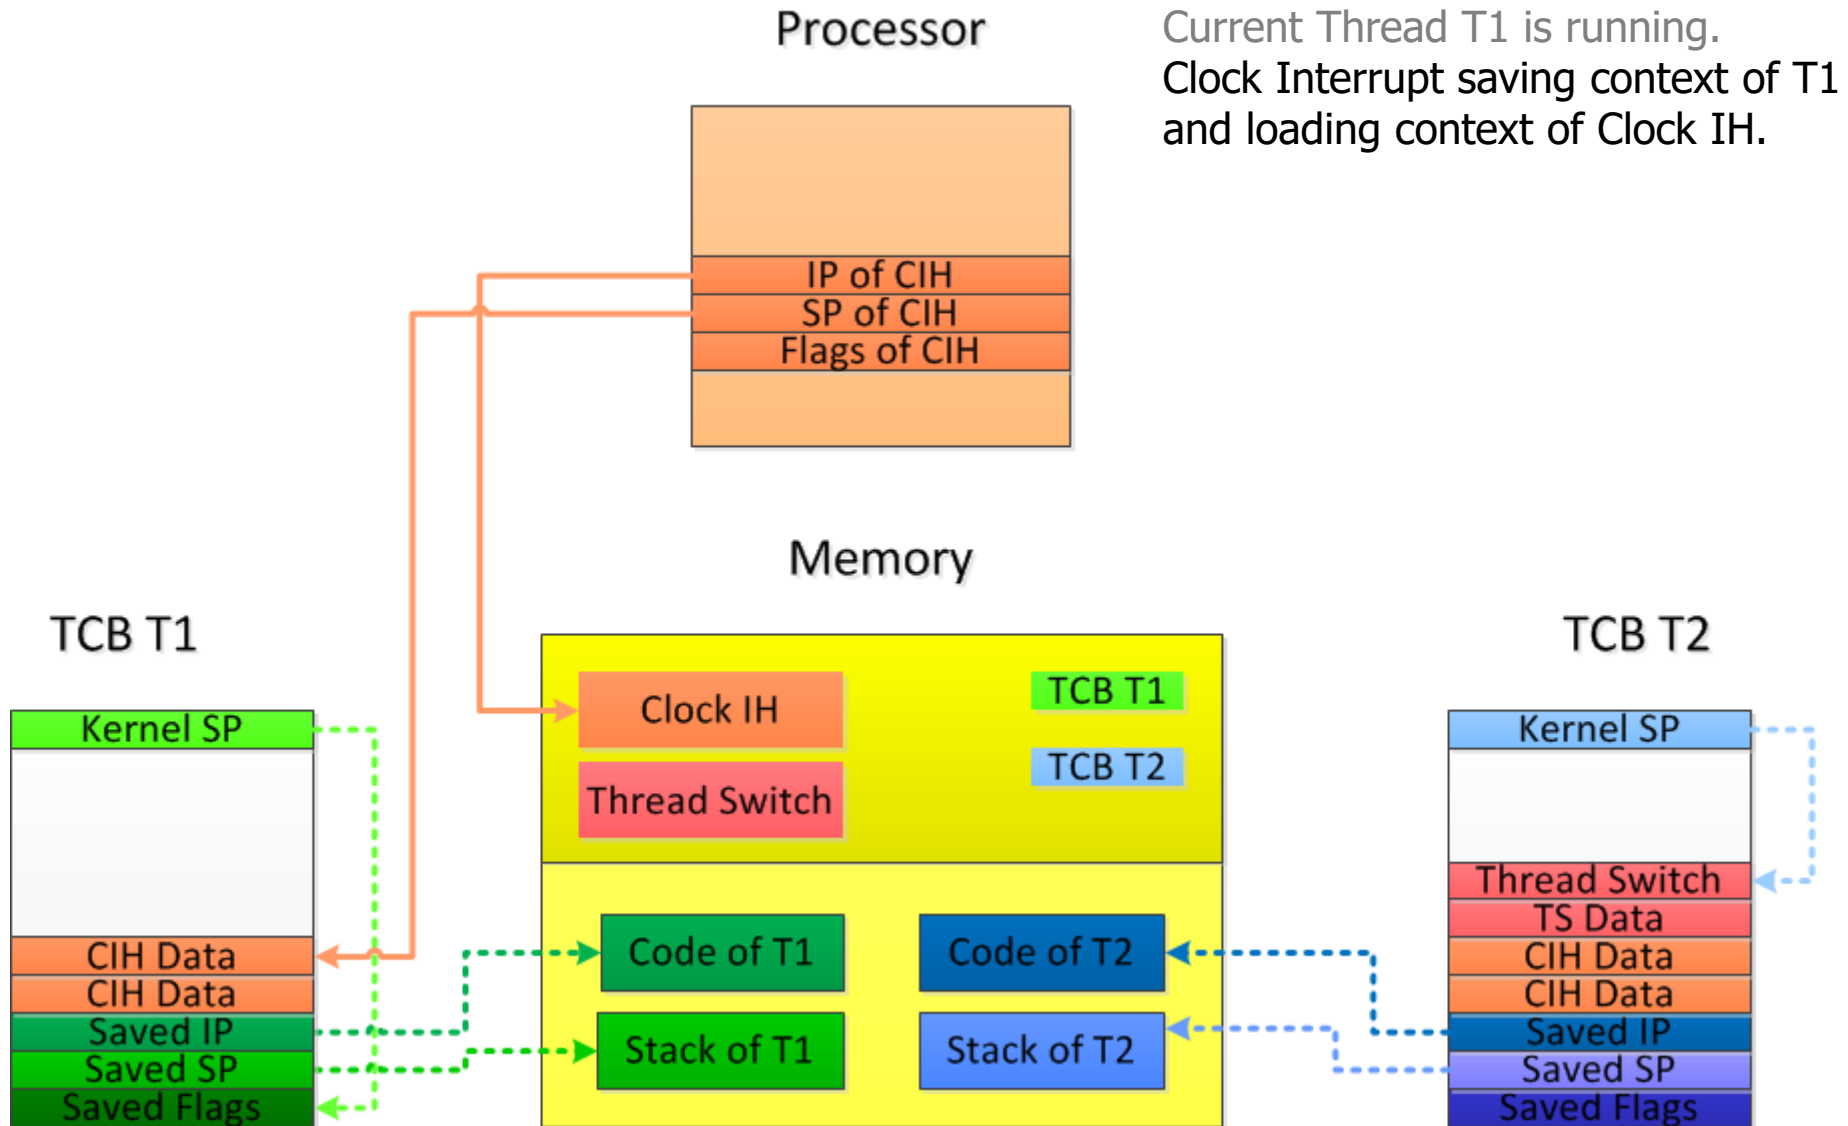 Processor
Current Thread T1 is running.
Clock Interrupt saving context of T1
and loading context of Clock IH.
IP of CIH
SP of CIH
Flags of CIH
Memory
TCB T1
Kernel SP
CIH Data
CIH Data
Saved IP
Saved SP
Saved Flags
Clock IH
Thread Switch
TCB T1
TCB T2
Code of T1
Code of T2
Stack of T1
Stack of T2
TCB T2
Kernel SP
Thread Switch
TS Data
CIH Data
CIH Data
Saved IP
Saved SP
Saved Flags